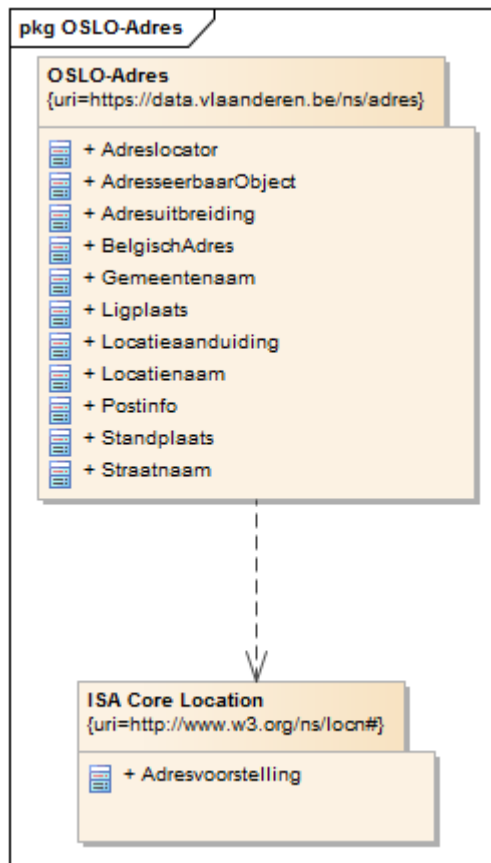 pkg OSLO-Adres
OSLO-Adres
{uri=https://data.vlaanderen.be/ns/adres}
+ Adreslocator
+ AdresseerbaarObject
+ Adresuitbreiding
+ BelgischAdres
+ Gemeentenaam
+ Ligplaats
+ Locatieaanduiding
+ Locatienaam
+ Postinfo
+ Standplaats
+ Straatnaam
ISA Core Location
{uri=http://www.w3.org/ns/locn#}
+ Adresvoorstelling